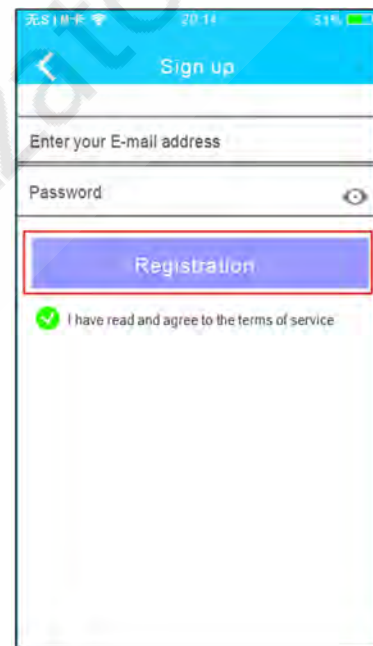 无SIM卡 20:14 51%
Sign up
Enter your E-mail address
Password
Registration
I have read and agree to the terms of service